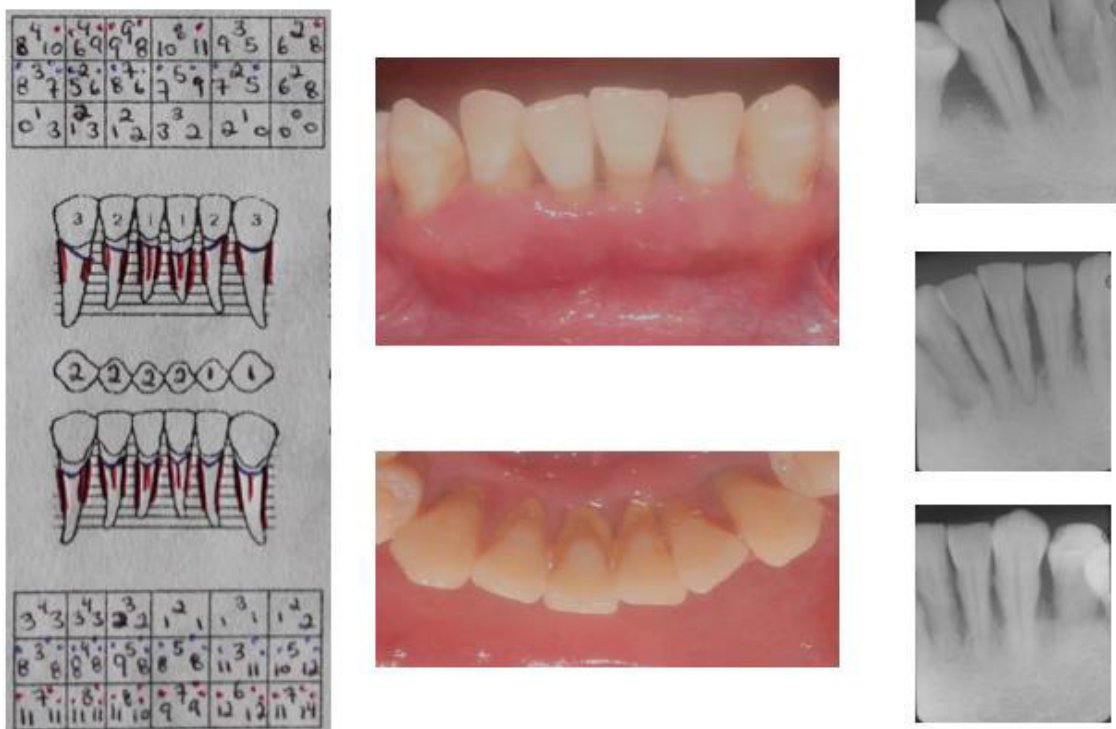 8 4 10 6 4 9 9 9 8 10 8 11 9 3 5 6 2 8
8 3 7 5 2 6 8 7 6 7 5 9 7 2 5 6 2 8
0 1 3 1 2 3 1 2 2 3 3 2 2 1 0 0 0 0
3 2 1 1 2 3
2 2 2 2 1 1
3 4 3 3 4 3 2 3 2 1 2 1 1 3 1 1 2 2
8 3 8 8 4 8 9 5 8 8 5 8 11 3 11 10 5 12
11 7 11 11 8 11 11 8 10 9 7 9 12 6 12 11 7 14